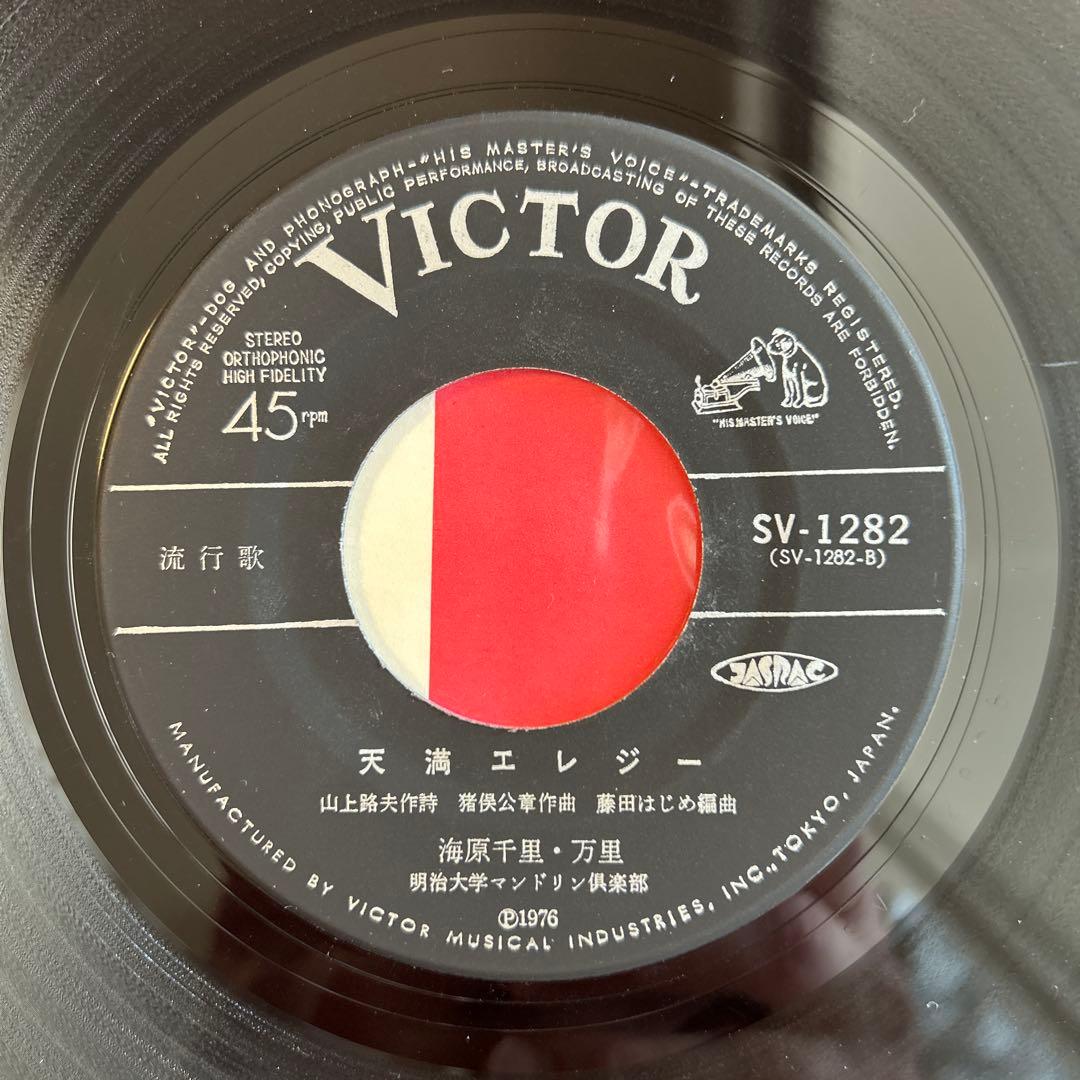 "VICTOR"-DOG AND PHONOGRAPH-"HIS MASTER'S VOICE"-TRADEMARKS REGISTERED.
ALL RIGHTS RESERVED, COPYING, PUBLIC PERFORMANCE, BROADCASTING OF THESE RECORDS ARE FORBIDDEN.
VICTOR
STEREO
ORTHOPHONIC
HIGH FIDELITY
45 rpm
"HIS MASTER'S VOICE"
流行歌
SV-1282
(SV-1282-B)
JASRAC
天満エレジー
山上路夫作詩 猪俣公章作曲 藤田はじめ編曲
海原千里・万里
明治大学マンドリン倶楽部
Ⓟ1976
MANUFACTURED BY VICTOR MUSICAL INDUSTRIES, INC., TOKYO, JAPAN.